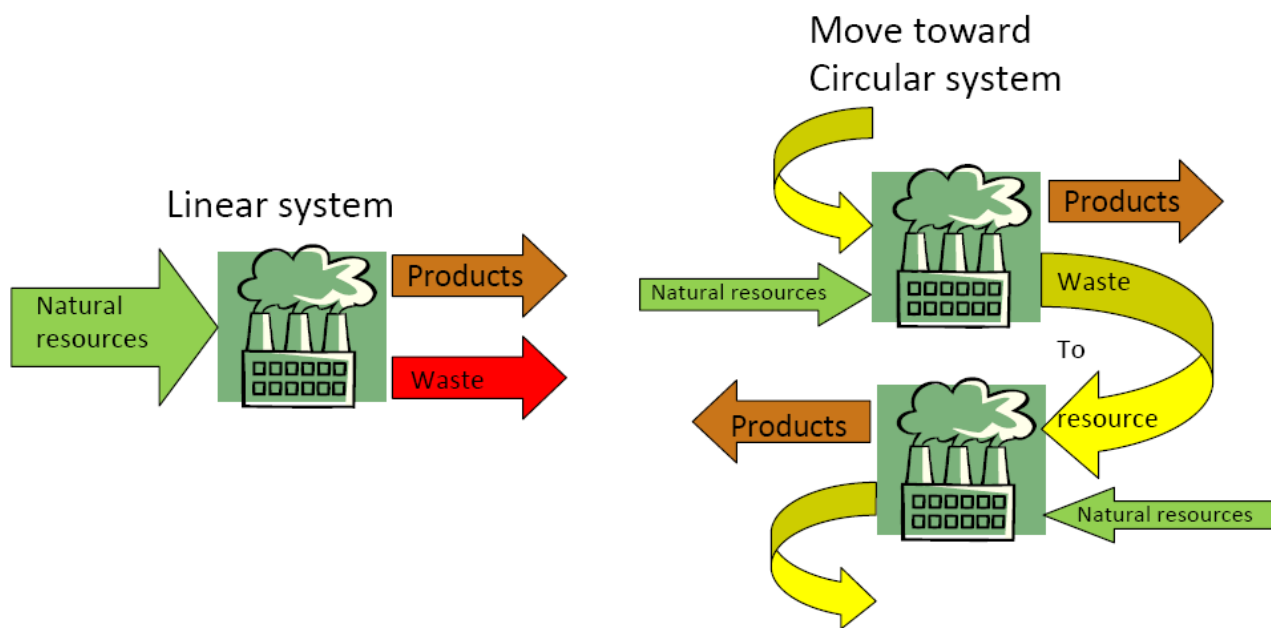 Linear system
Natural
resources
Products
Waste
Move toward
Circular system
Products
Natural resources
Waste
To
resource
Products
Natural resources